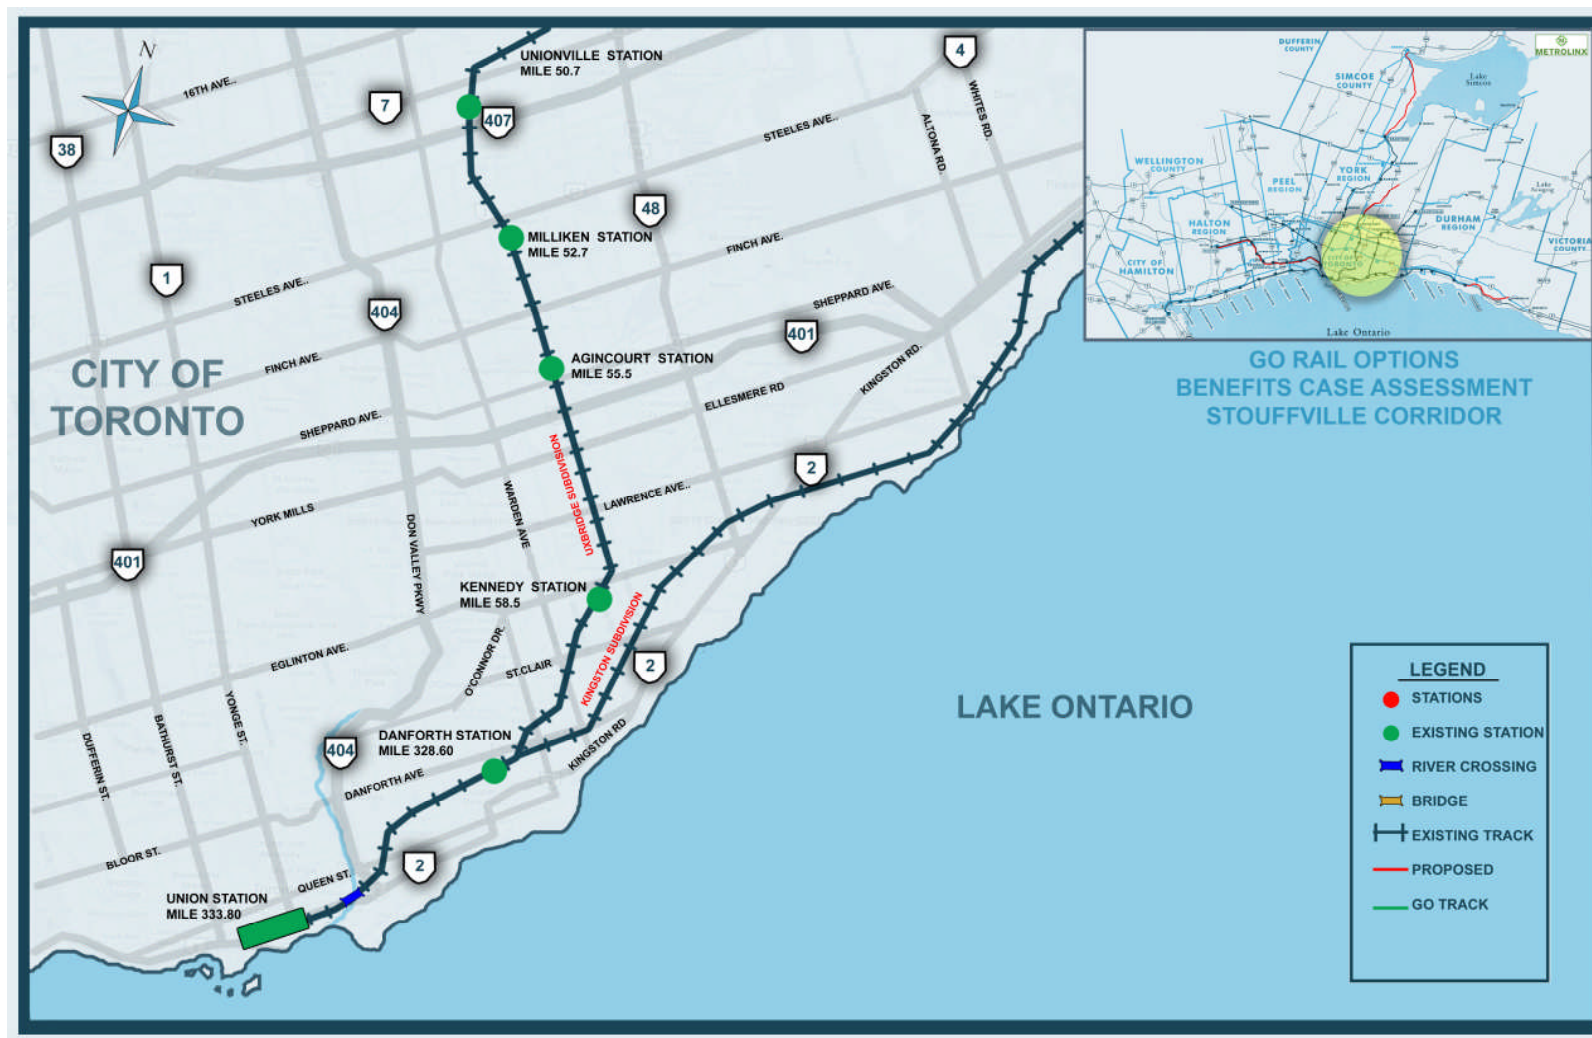 N
16TH AVE..
38
7
UNIONVILLE STATION
MILE 50.7
407
4
WHITES RD.
ALTONA RD.
STEELES AVE..
48
MILLIKEN STATION
MILE 52.7
FINCH AVE.
1
STEELES AVE..
404
SHEPPARD AVE.
401
KINGSTON RD.
CITY OF
TORONTO
FINCH AVE.
AGINCOURT STATION
MILE 55.5
ELLESMERE RD
SHEPPARD AVE.
UXBRIDGE SUBDIVISION
2
LAWRENCE AVE..
WARDEN AVE
YORK MILLS
DON VALLEY PKWY
401
KENNEDY STATION
MILE 58.5
KINGSTON SUBDIVISION
O'CONNOR DR.
EGLINTON AVE.
ST.CLAIR
2
YONGE ST.
BATHURST ST.
DUFFERIN ST.
404
DANFORTH STATION
MILE 328.60
KINGSTON RD
DANFORTH AVE
BLOOR ST.
QUEEN ST.
2
UNION STATION
MILE 333.80
LAKE ONTARIO
DUFFERIN
COUNTY
METROLINX
SIMCOE
COUNTY
Lake
Simcoe
WELLINGTON
COUNTY
PEEL
REGION
YORK
REGION
HALTON
REGION
DURHAM
REGION
VICTORIA
COUNTY
CITY OF
HAMILTON
CITY OF
TORONTO
Lake Ontario
GO RAIL OPTIONS
BENEFITS CASE ASSESSMENT
STOUFFVILLE CORRIDOR
LEGEND
STATIONS
EXISTING STATION
RIVER CROSSING
BRIDGE
EXISTING TRACK
PROPOSED
GO TRACK